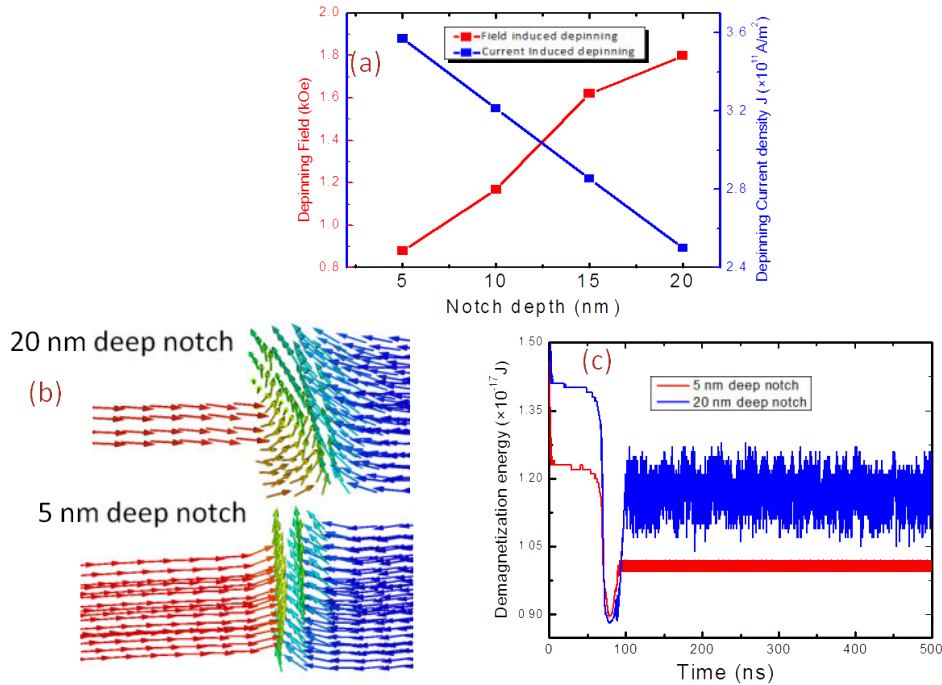 (a)
Field induced depinning
Current Induced depinning
Depinning Field (kOe)
2.0
1.8
1.6
1.4
1.2
1.0
0.8
Depinning Current density J (×10¹¹A/m²)
3.6
3.2
2.8
2.4
5 10 15 20
Notch depth (nm)
20 nm deep notch
(b)
5 nm deep notch
(c)
5 nm deep notch
20 nm deep notch
Demagnetization energy (×10⁻¹⁷ J)
1.50
1.35
1.20
1.05
0.90
0 100 200 300 400 500
Time (ns)